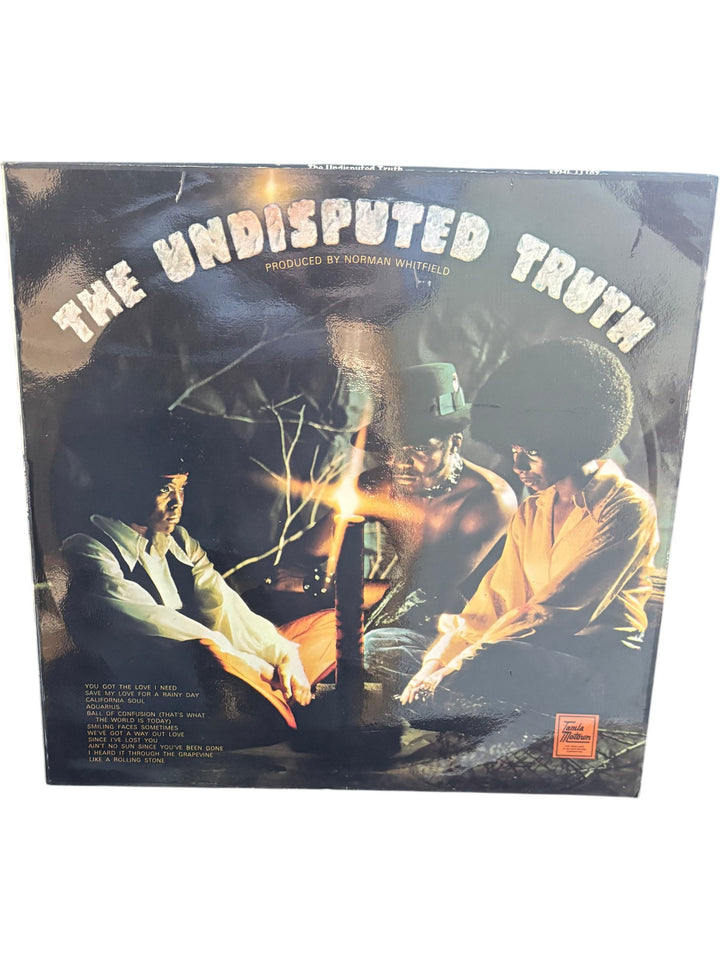 The Undisputed Truth
THE UNDISPUTED TRUTH
PRODUCED BY NORMAN WHITFIELD
YOU GOT THE LOVE I NEED
SAVE MY LOVE FOR A RAINY DAY
CALIFORNIA SOUL
AQUARIUS
BALL OF CONFUSION (THAT'S WHAT
THE WORLD IS TODAY)
SMILING FACES SOMETIMES
WE'VE GOT A WAY OUT LOVE
SINCE I'VE LOST YOU
AIN'T NO SUN SINCE YOU'VE BEEN GONE
I HEARD IT THROUGH THE GRAPEVINE
LIKE A ROLLING STONE
Tamla
Motown